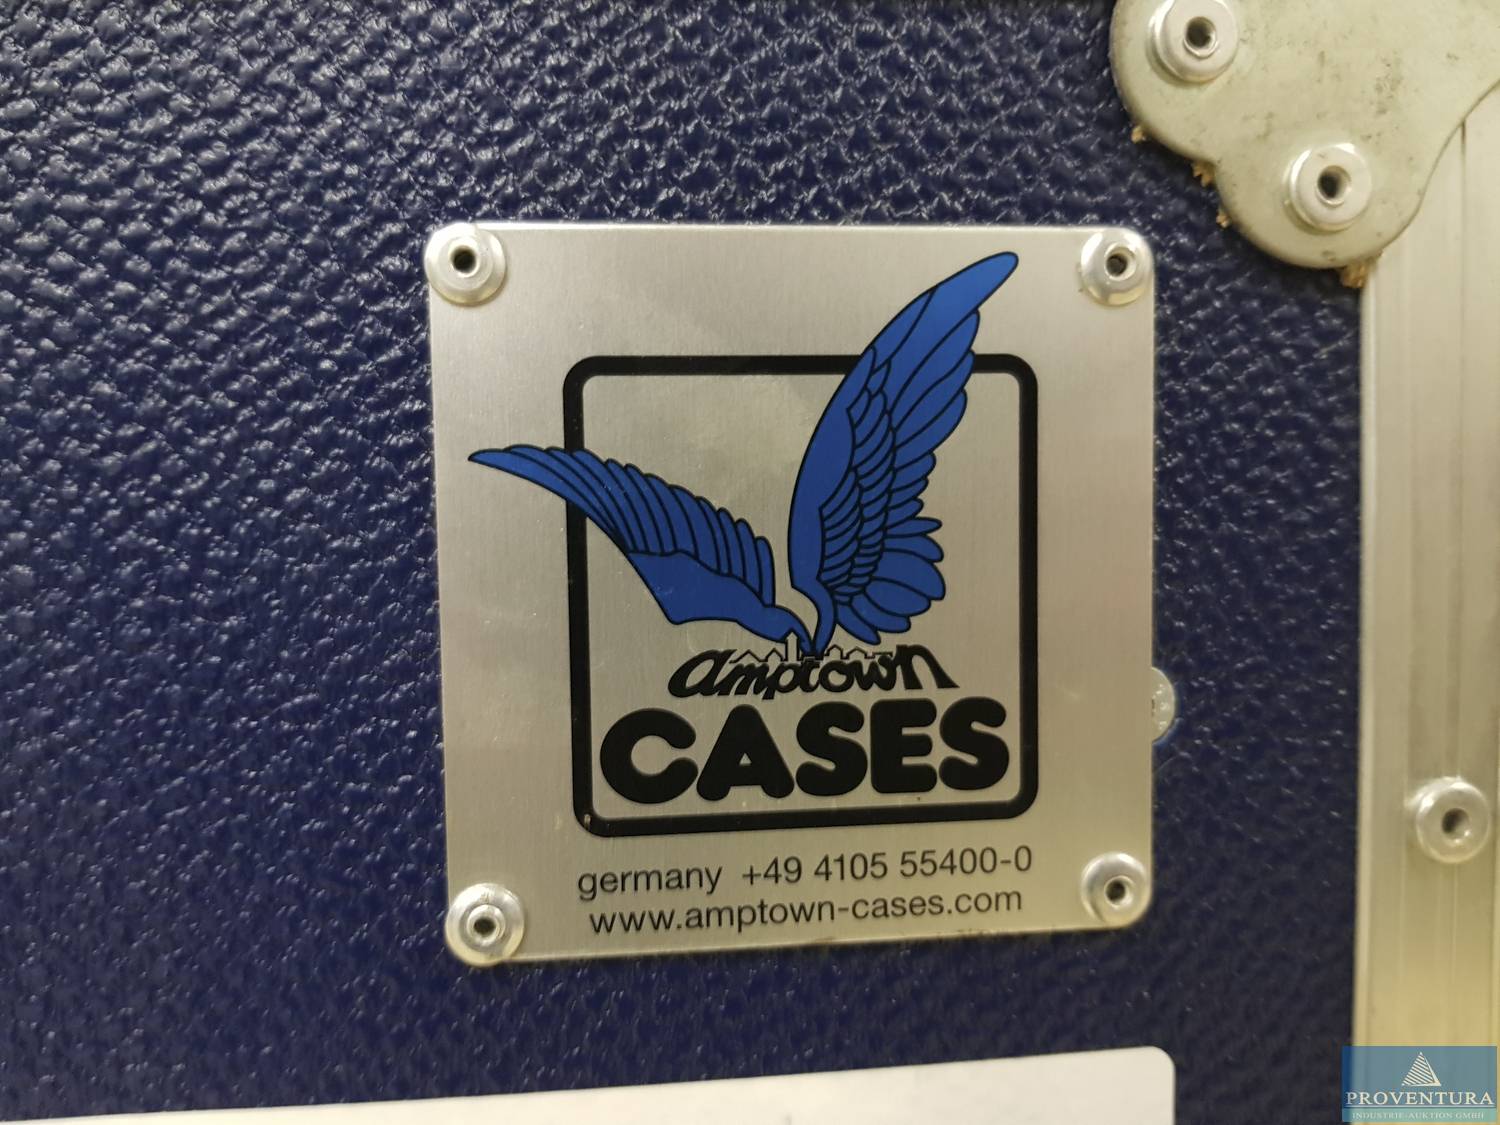 amptown
CASES
germany +49 4105 55400-0
www.amptown-cases.com
PROVENTURA
INDUSTRIE-AUKTION GMBH